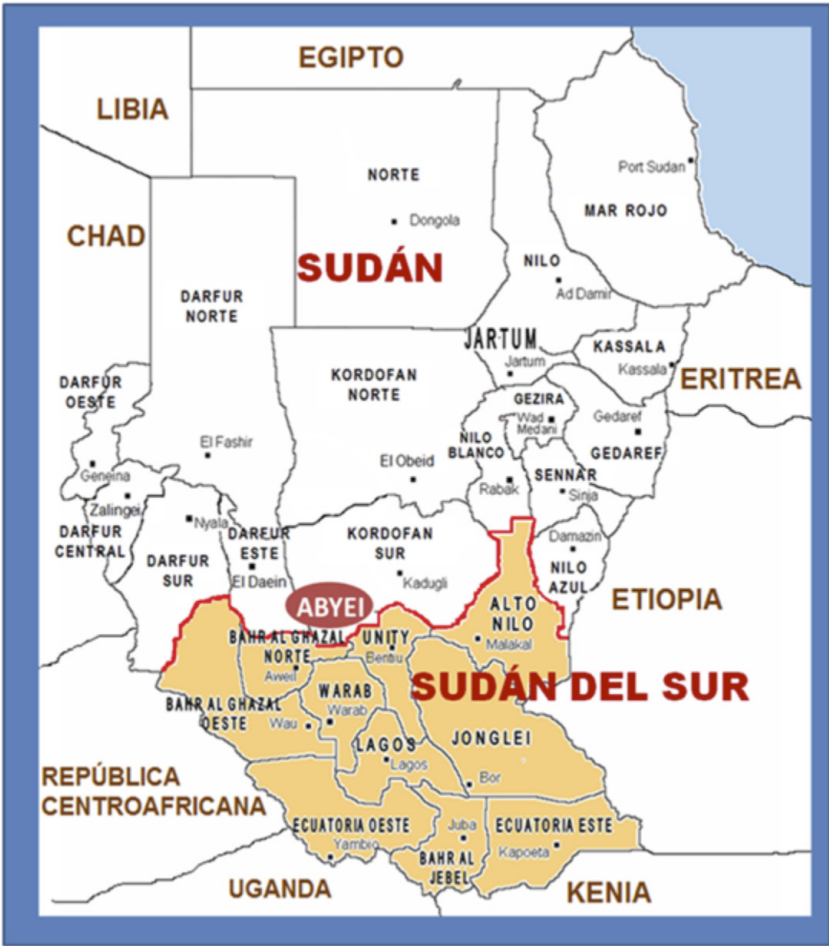 EGIPTO
LIBIA
NORTE
Port Sudan
MAR ROJO
Dongola
CHAD
SUDÁN
NILO
Ad Damir
DARFUR
NORTE
JARTUM
Jartum
KASSALA
Kassala
ERITREA
DARFUR
OESTE
KORDOFAN
NORTE
GEZIRA
Wad
Medani
Gedaref
GEDAREF
El Fashir
NILO
BLANCO
El Obeid
Geneina
SENNAR
Rabak
Sinja
Zalingei
Nyala
DARFUR
CENTRAL
DARFUR
ESTE
KORDOFAN
SUR
Damazin
DARFUR
SUR
El Daein
Kadugli
NILO
AZUL
ABYEI
ALTO
NILO
ETIOPIA
BAHR AL GHAZAL
NORTE
UNITY
Bentiu
Malakal
Aweil
SUDÁN DEL SUR
WARAB
Warab
BAHR AL GHAZAL
OESTE
Wau
LAGOS
Lagos
JONGLEI
Bor
REPÚBLICA
CENTROAFRICANA
ECUATORIA OESTE
Yambio
Juba
ECUATORIA ESTE
Kapoeta
BAHR AL
JEBEL
UGANDA
KENIA